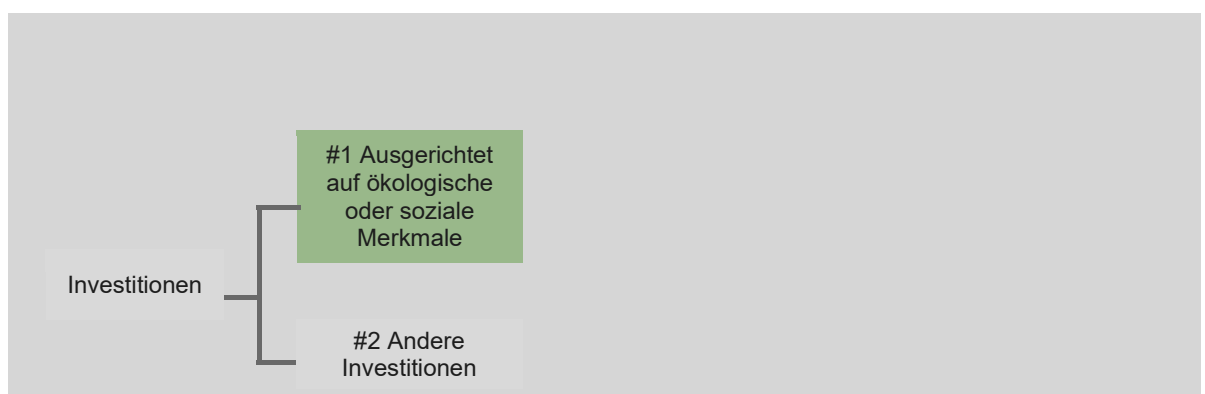 #1 Ausgerichtet
auf ökologische
oder soziale
Merkmale
Investitionen
#2 Andere
Investitionen